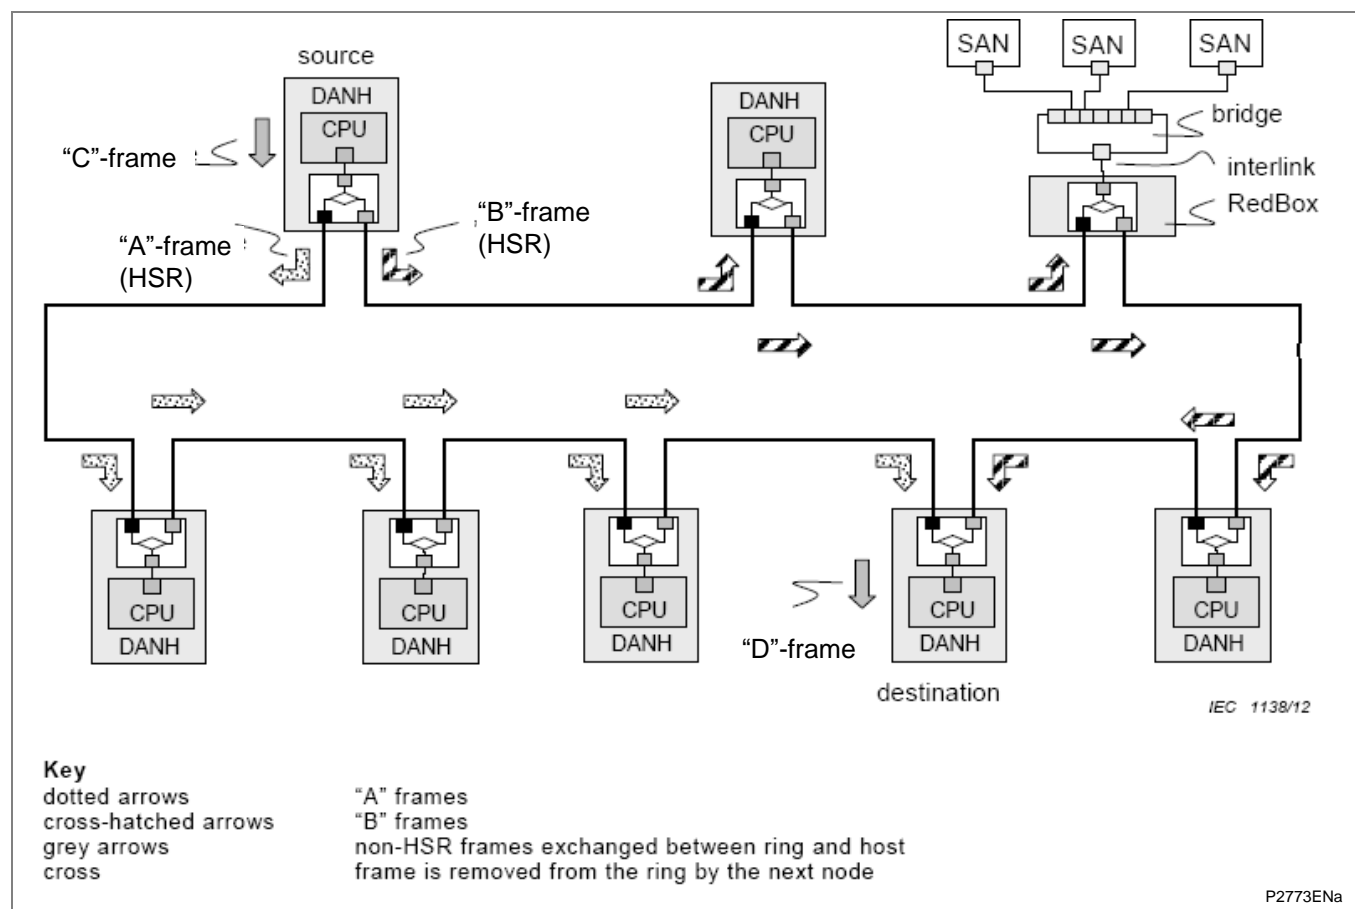 source
DANH
CPU
"C"-frame
"A"-frame
(HSR)
"B"-frame
(HSR)
DANH
CPU
SAN
SAN
SAN
bridge
interlink
RedBox
CPU
DANH
CPU
DANH
CPU
DANH
CPU
DANH
CPU
DANH
"D"-frame
destination
IEC 1138/12
Key
dotted arrows "A" frames
cross-hatched arrows "B" frames
grey arrows non-HSR frames exchanged between ring and host
cross frame is removed from the ring by the next node
P2773ENa